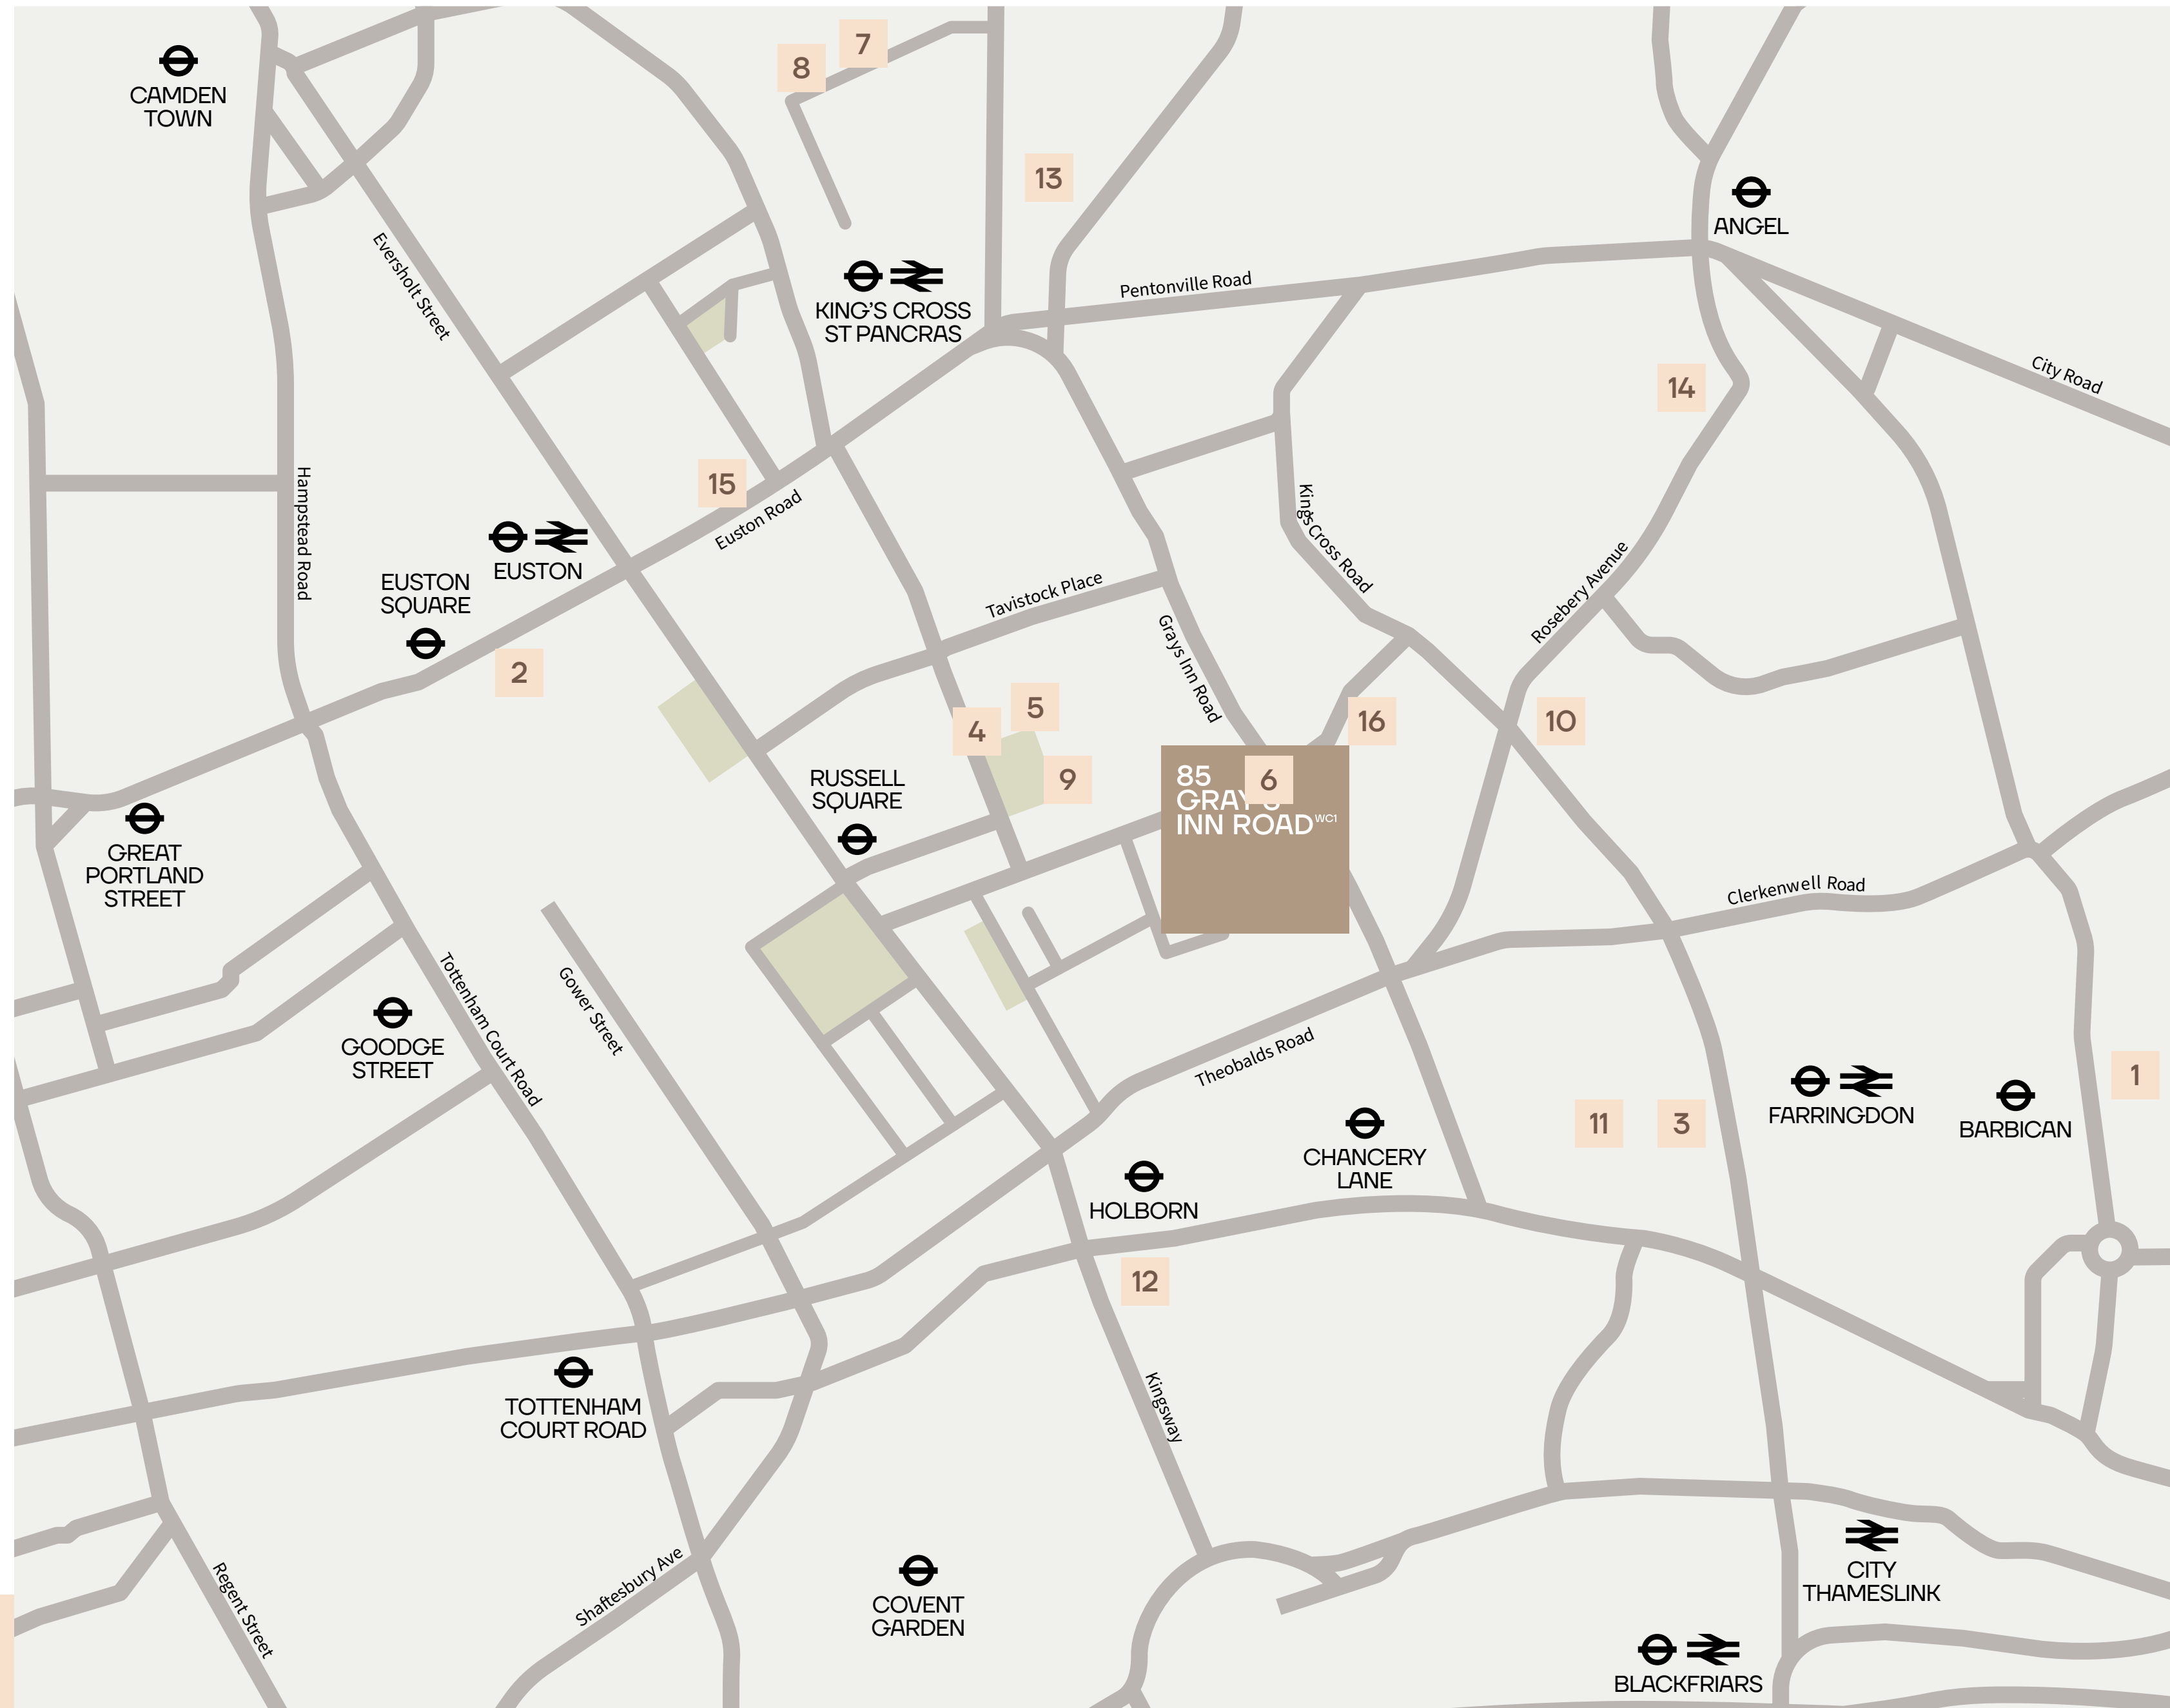 7
8
CAMDEN
TOWN
13
ANGEL
Eversholt Street
Pentonville Road
KING'S CROSS
ST PANCRAS
City Road
14
15
Hampstead Road
Euston Road
King's Cross Road
EUSTON
EUSTON
SQUARE
Tavistock Place
Rosebery Avenue
2
Grays Inn Road
5
4
16
10
RUSSELL
SQUARE
9
6
85
GRAY'S
INN ROAD WC1
GREAT
PORTLAND
STREET
Clerkenwell Road
Tottenham Court Road
Gower Street
GOODGE
STREET
Theobalds Road
1
11
3
FARRINGDON
BARBICAN
CHANCERY
LANE
HOLBORN
12
TOTTENHAM
COURT ROAD
Kingsway
Regent Street
Shaftesbury Ave
COVENT
GARDEN
CITY
THAMESLINK
BLACKFRIARS